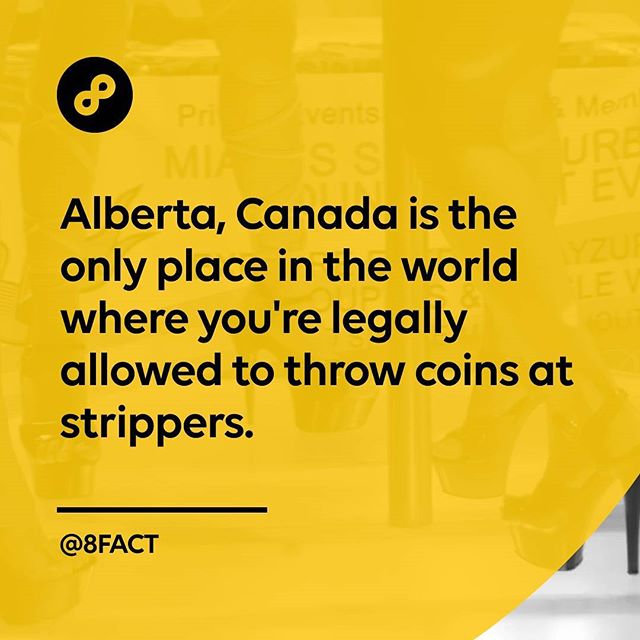 Alberta, Canada is the
only place in the world
where you're legally
allowed to throw coins at
strippers.
@8FACT